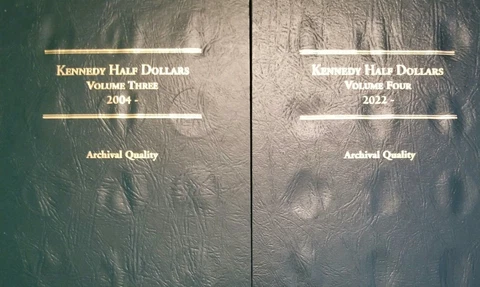 Kennedy Half Dollars
Volume Three
2004 -
Archival Quality
Kennedy Half Dollars
Volume Four
2022 -
Archival Quality